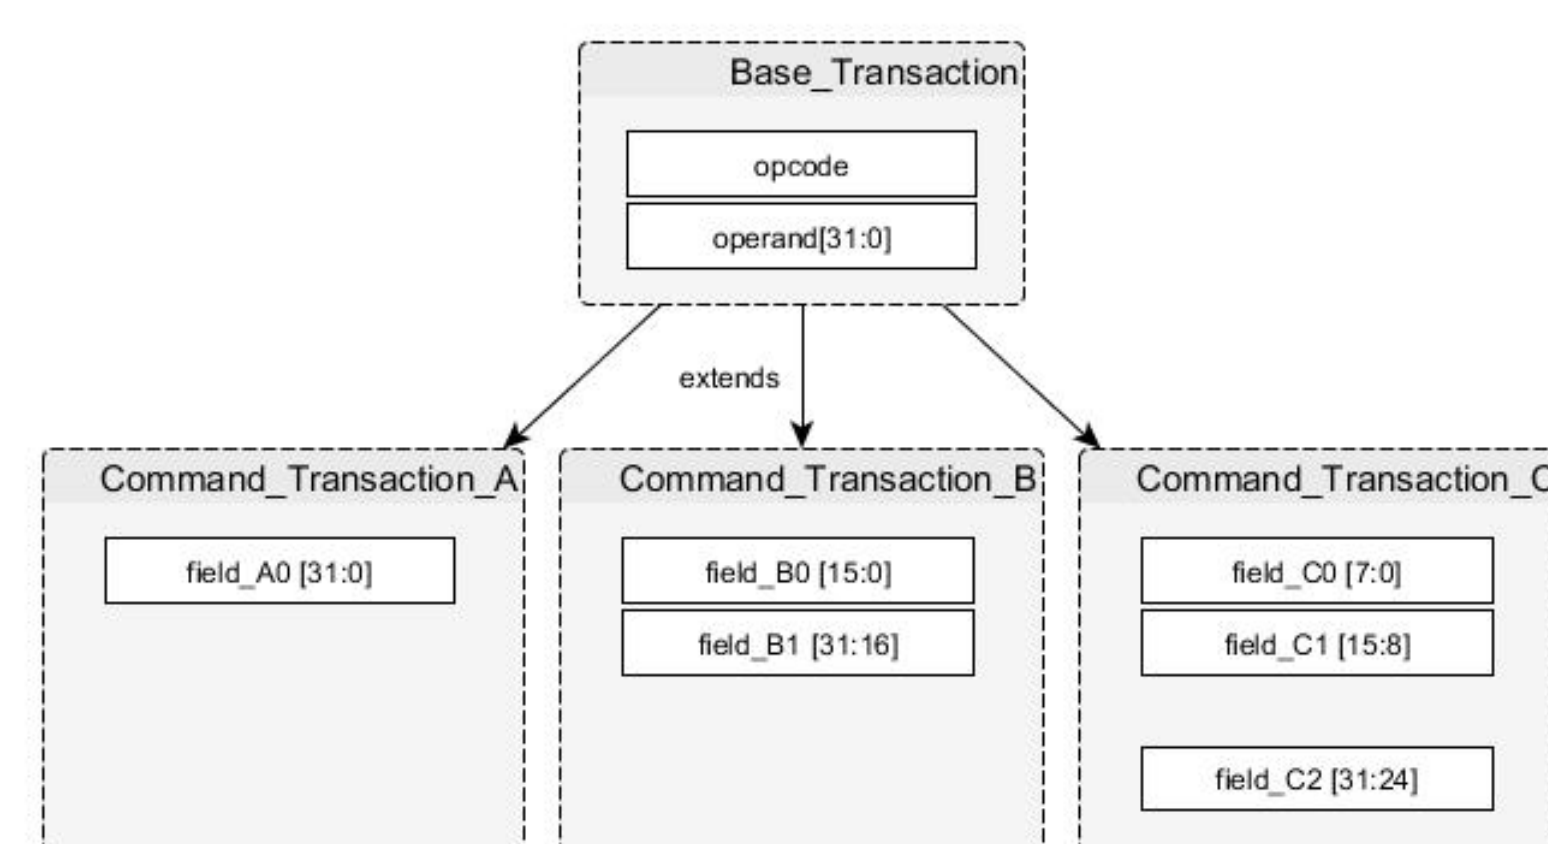 Base_Transaction
opcode
operand[31:0]
extends
Command_Transaction_A
field_A0 [31:0]
Command_Transaction_B
field_B0 [15:0]
field_B1 [31:16]
Command_Transaction_C
field_C0 [7:0]
field_C1 [15:8]
field_C2 [31:24]